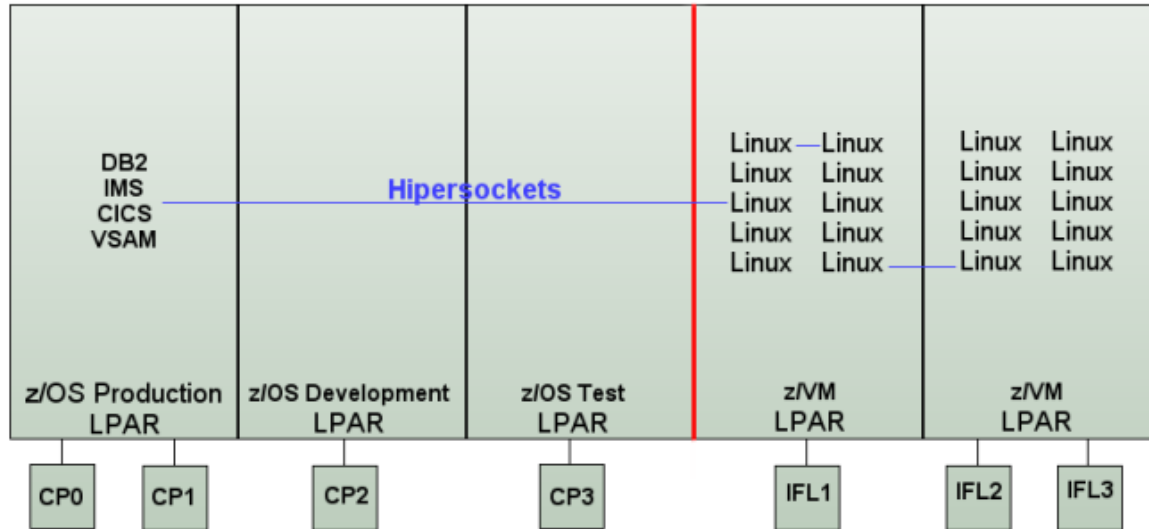 DB2
IMS
CICS
VSAM
Hipersockets
Linux Linux
Linux Linux
Linux Linux
Linux Linux
Linux Linux
Linux Linux
Linux Linux
Linux Linux
Linux Linux
Linux Linux
z/OS Production
LPAR
z/OS Development
LPAR
z/OS Test
LPAR
z/VM
LPAR
z/VM
LPAR
CP0
CP1
CP2
CP3
IFL1
IFL2
IFL3